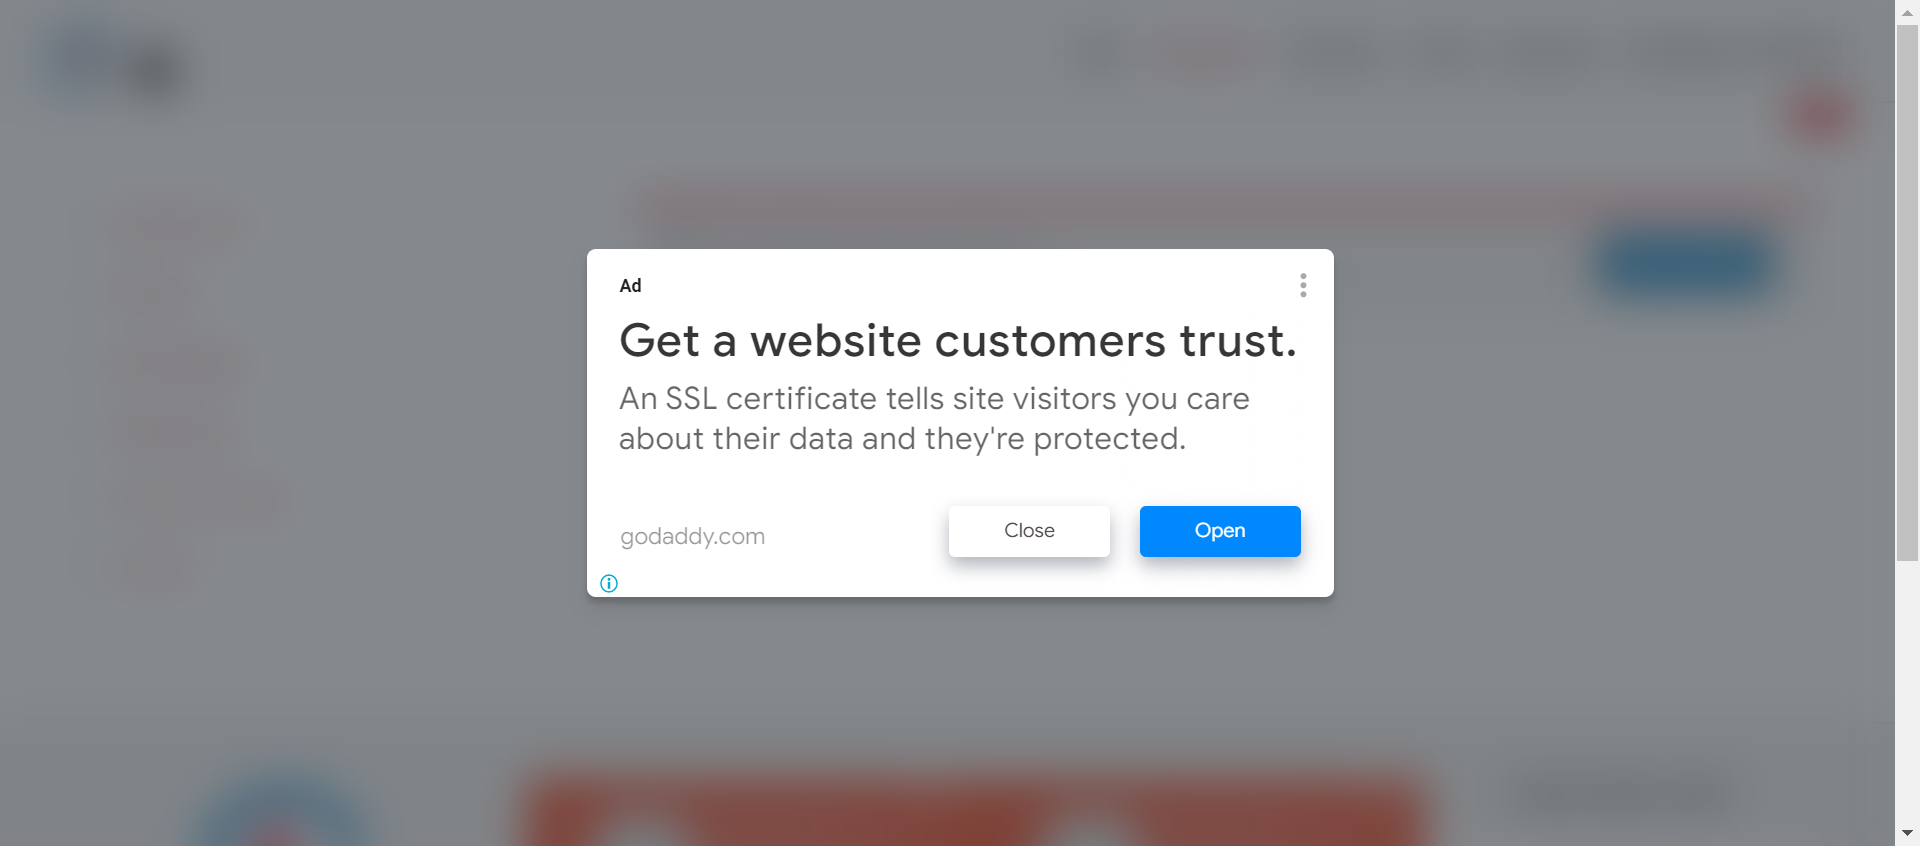 Ad
Get a website customers trust.
An SSL certificate tells site visitors you care
about their data and they're protected.
godaddy.com
Close
Open